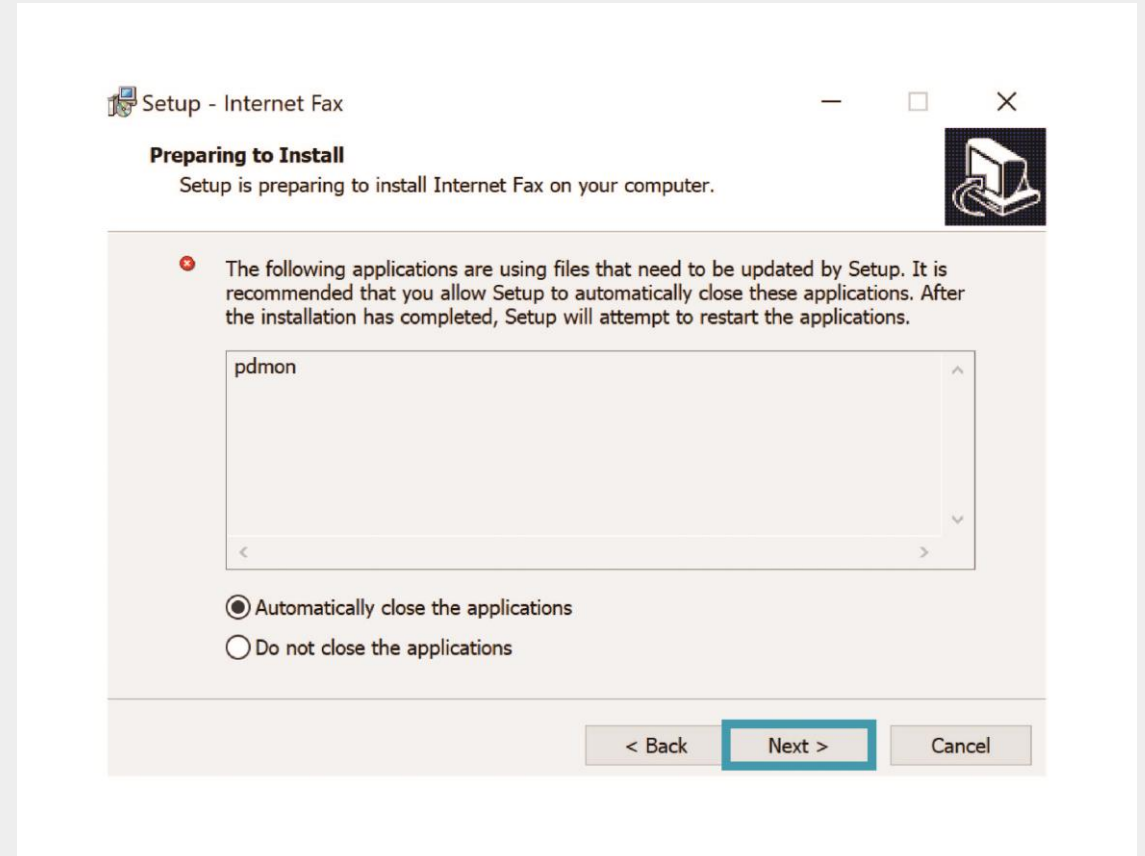 Setup - Internet Fax
Preparing to Install
Setup is preparing to install Internet Fax on your computer.
The following applications are using files that need to be updated by Setup. It is
recommended that you allow Setup to automatically close these applications. After
the installation has completed, Setup will attempt to restart the applications.
pdmon
Automatically close the applications
Do not close the applications
< Back
Next >
Cancel